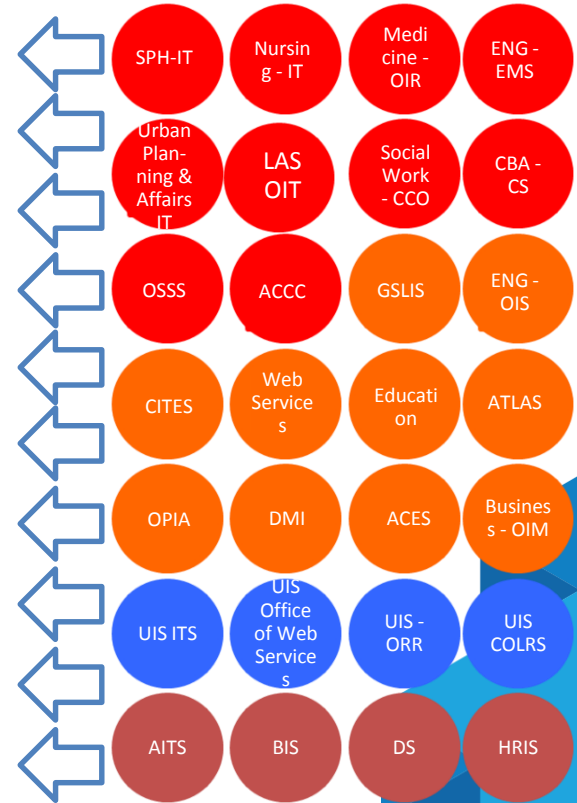 SPH-IT
Nursin
g - IT
Medi
cine -
OIR
ENG -
EMS
Urban
Plan-
ning &
Affairs
IT
LAS
OIT
Social
Work
- CCO
CBA -
CS
OSSS
ACCC
GSLIS
ENG -
OIS
CITES
Web
Service
s
Educati
on
ATLAS
OPIA
DMI
ACES
Busines
s - OIM
UIS ITS
UIS
Office
of Web
Service
s
UIS -
ORR
UIS
COLRS
AITS
BIS
DS
HRIS